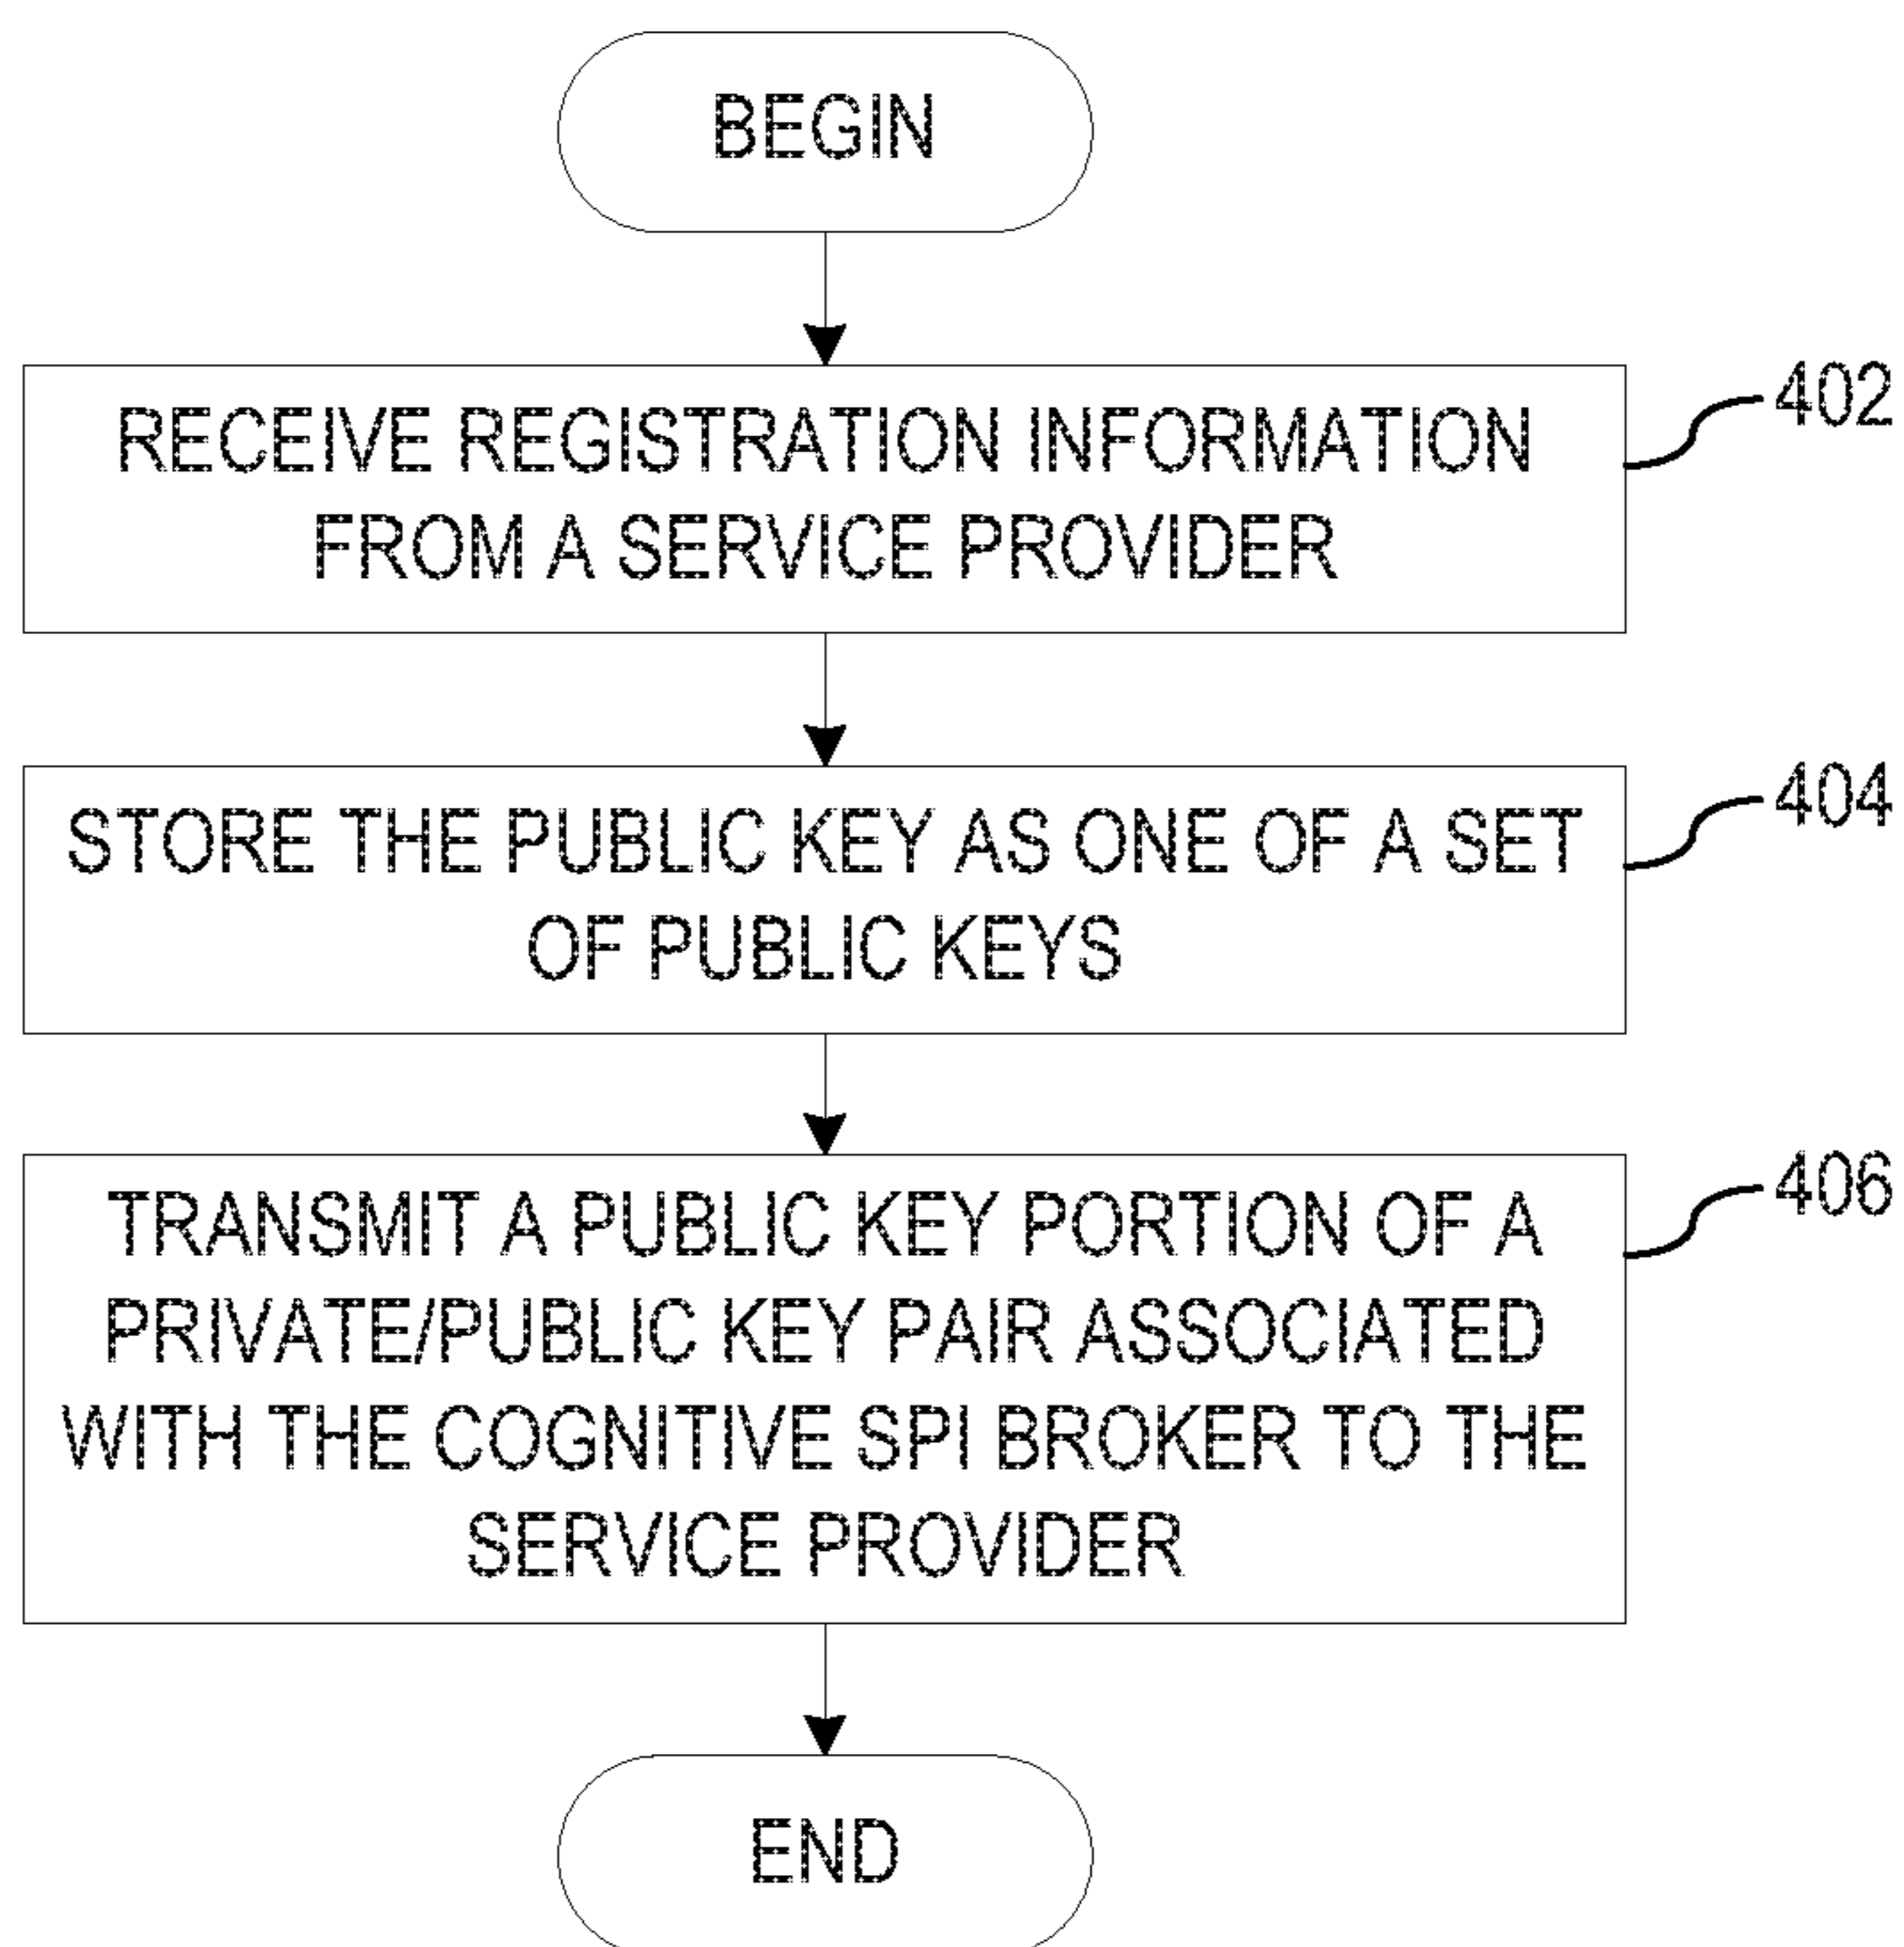 BEGIN
RECEIVE REGISTRATION INFORMATION
FROM A SERVICE PROVIDER
402
STORE THE PUBLIC KEY AS ONE OF A SET
OF PUBLIC KEYS
404
TRANSMIT A PUBLIC KEY PORTION OF A
PRIVATE/PUBLIC KEY PAIR ASSOCIATED
WITH THE COGNITIVE SPI BROKER TO THE
SERVICE PROVIDER
406
END